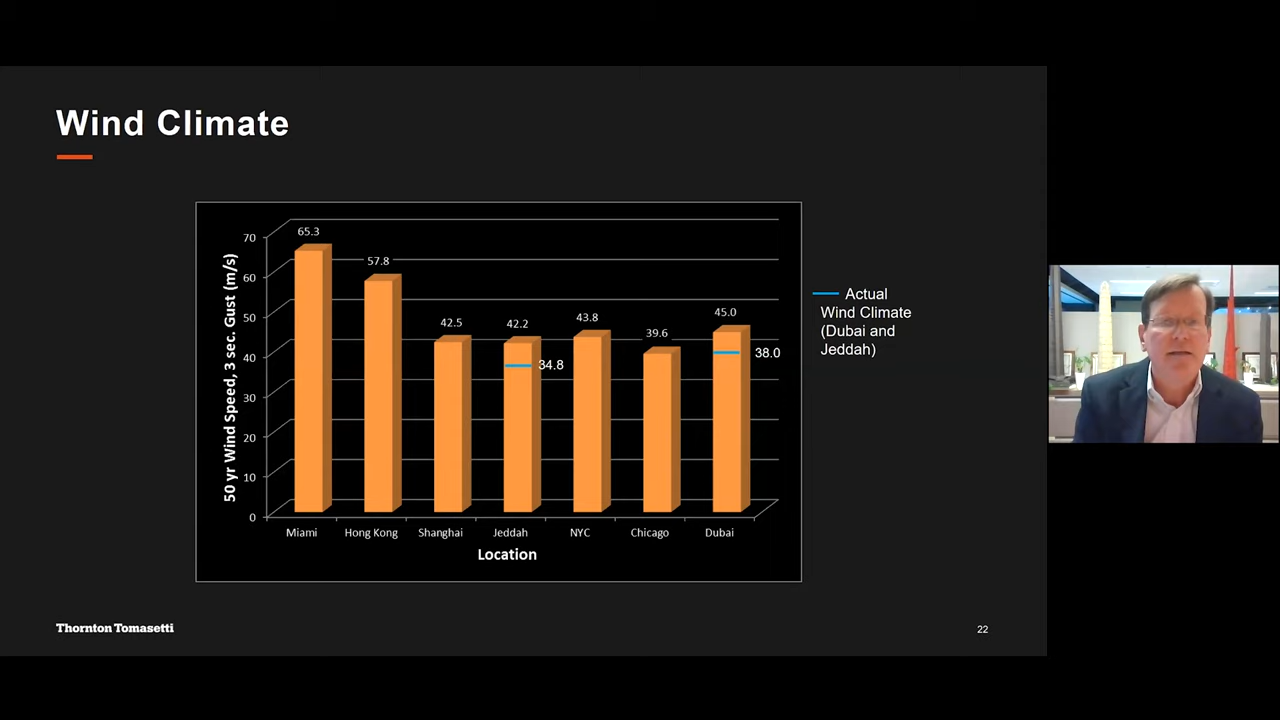 Wind Climate
50 yr Wind Speed, 3 sec. Gust (m/s)
70
60
50
40
30
20
10
0
65.3
57.8
42.5
42.2
43.8
39.6
45.0
34.8
38.0
Miami
Hong Kong
Shanghai
Jeddah
NYC
Chicago
Dubai
Location
Actual
Wind Climate
(Dubai and
Jeddah)
Thornton Tomasetti
22